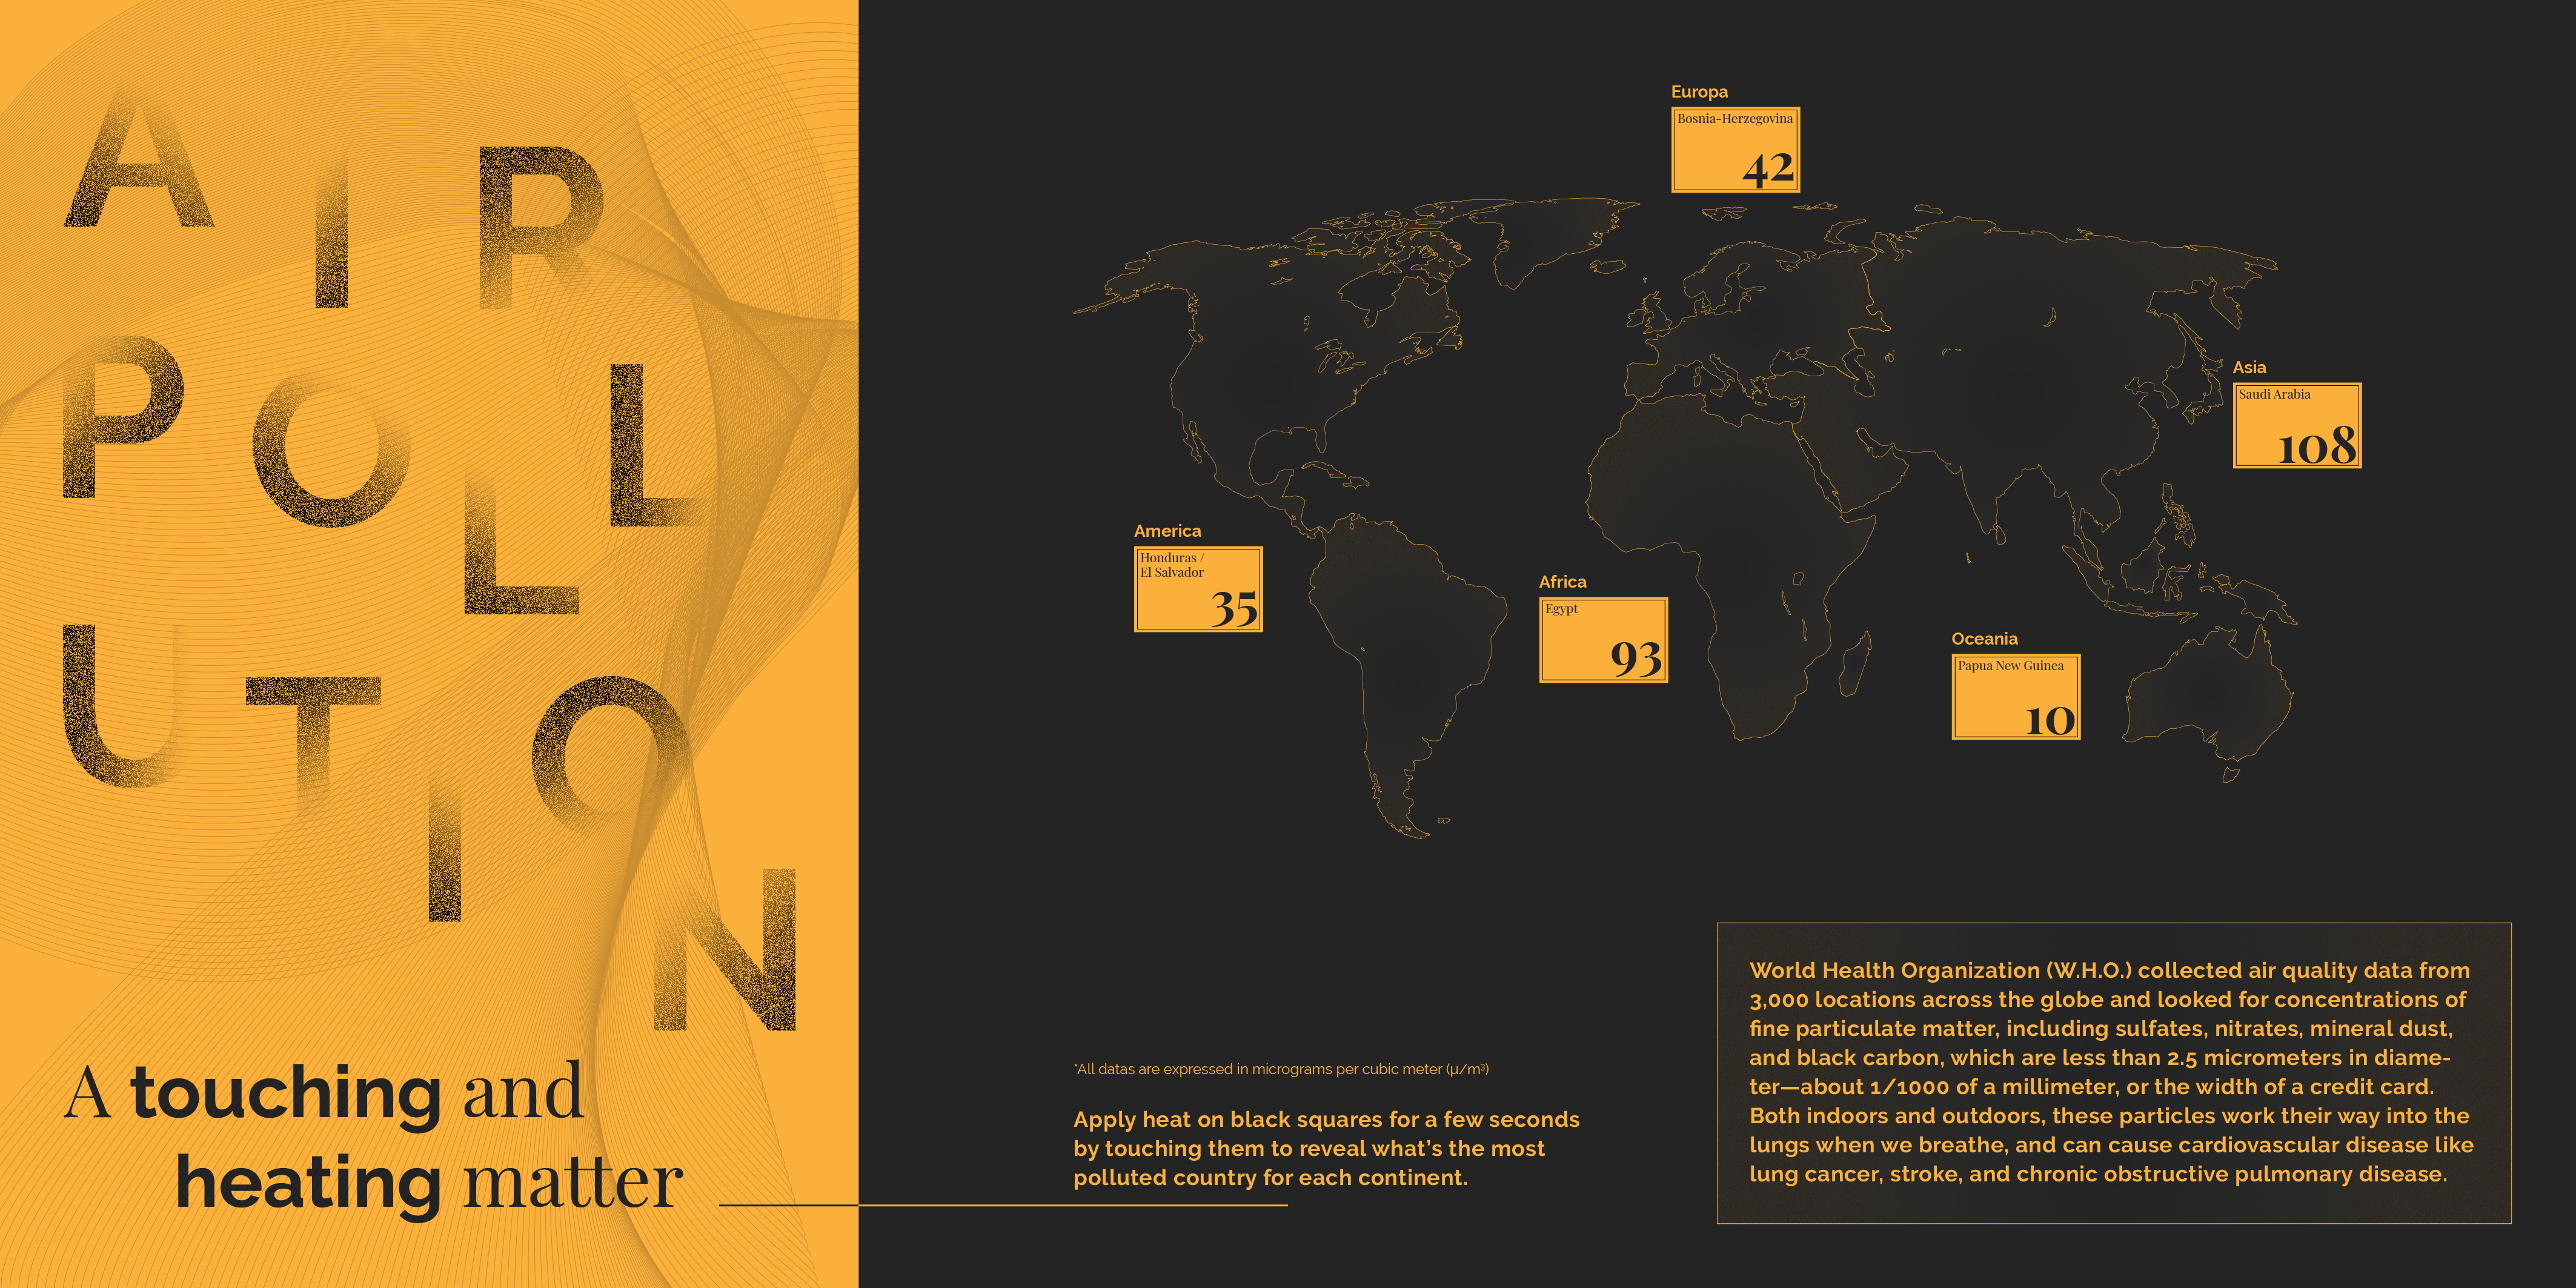 A I R
P O L
L
U T I O
N
A touching and
heating matter
Europa
Bosnia-Herzegovina
42
Asia
Saudi Arabia
108
America
Honduras /
El Salvador
35
Africa
Egypt
93
Oceania
Papua New Guinea
10
*All datas are expressed in micrograms per cubic meter (µ/m³)
Apply heat on black squares for a few seconds
by touching them to reveal what’s the most
polluted country for each continent.
World Health Organization (W.H.O.) collected air quality data from
3,000 locations across the globe and looked for concentrations of
fine particulate matter, including sulfates, nitrates, mineral dust,
and black carbon, which are less than 2.5 micrometers in diame-
ter—about 1/1000 of a millimeter, or the width of a credit card.
Both indoors and outdoors, these particles work their way into the
lungs when we breathe, and can cause cardiovascular disease like
lung cancer, stroke, and chronic obstructive pulmonary disease.